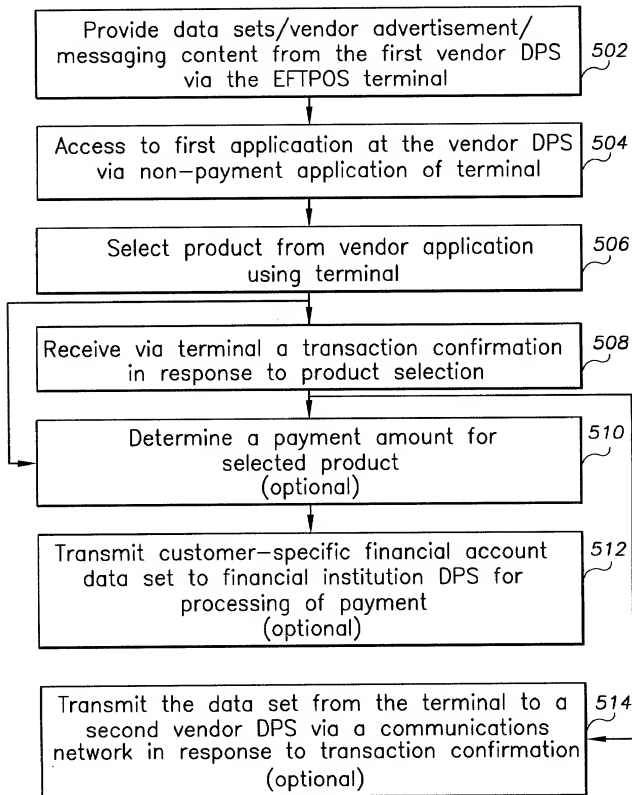 Provide data sets/vendor advertisement/
messaging content from the first vendor DPS
via the EFTPOS terminal
502
Access to first applicaation at the vendor DPS
via non-payment application of terminal
504
Select product from vendor application
using terminal
506
Receive via terminal a transaction confirmation
in response to product selection
508
Determine a payment amount for
selected product
(optional)
510
Transmit customer-specific financial account
data set to financial institution DPS for
processing of payment
(optional)
512
Transmit the data set from the terminal to a
second vendor DPS via a communications
network in response to transaction confirmation
(optional)
514